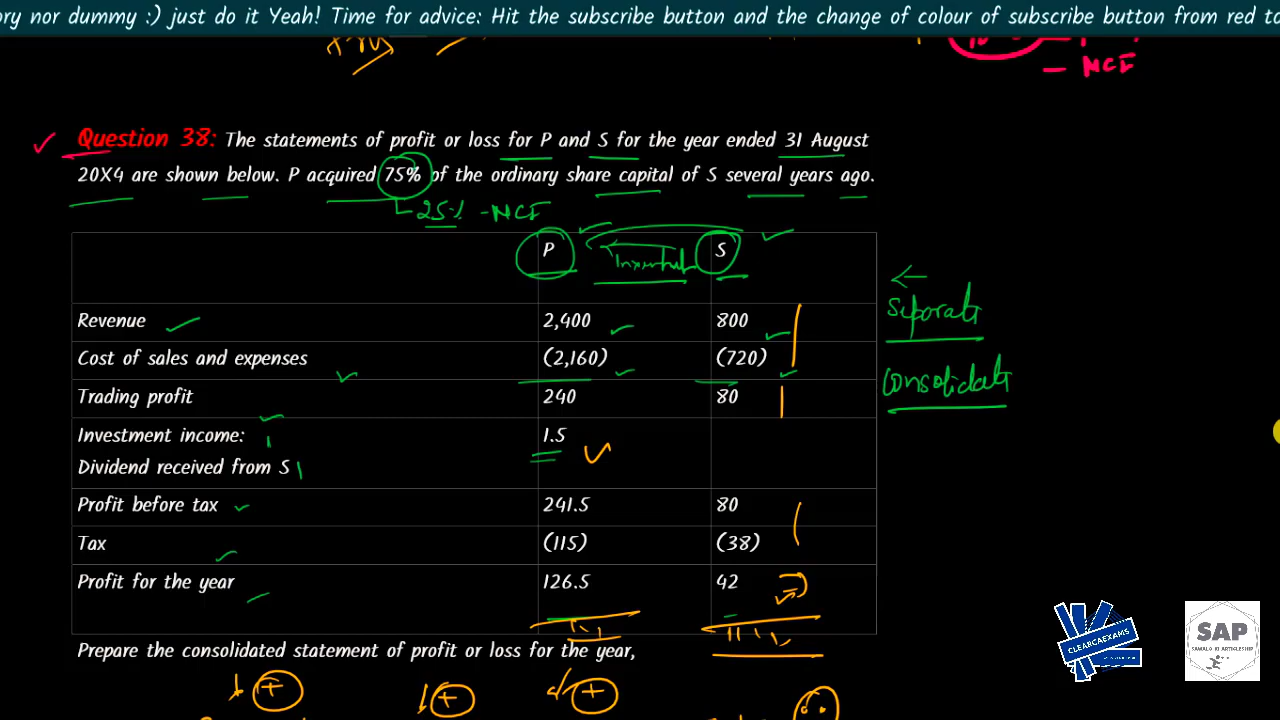 ory nor dummy :) just do it Yeah! Time for advice: Hit the subscribe button and the change of colour of subscribe button from red to
- NCI
Question 38: The statements of profit or loss for P and S for the year ended 31 August
20X4 are shown below. P acquired 75% of the ordinary share capital of S several years ago.
25% - NCI
P S
Revenue 2,400 800
Cost of sales and expenses (2,160) (720)
Trading profit 240 80
Investment income: 1.5
Dividend received from S
Profit before tax 241.5 80
Tax (115) (38)
Profit for the year 126.5 42
Prepare the consolidated statement of profit or loss for the year,
Separate
Consolidate
CLEARCAEXAMS
SAP
SAMALO KI ARTICLESHIP